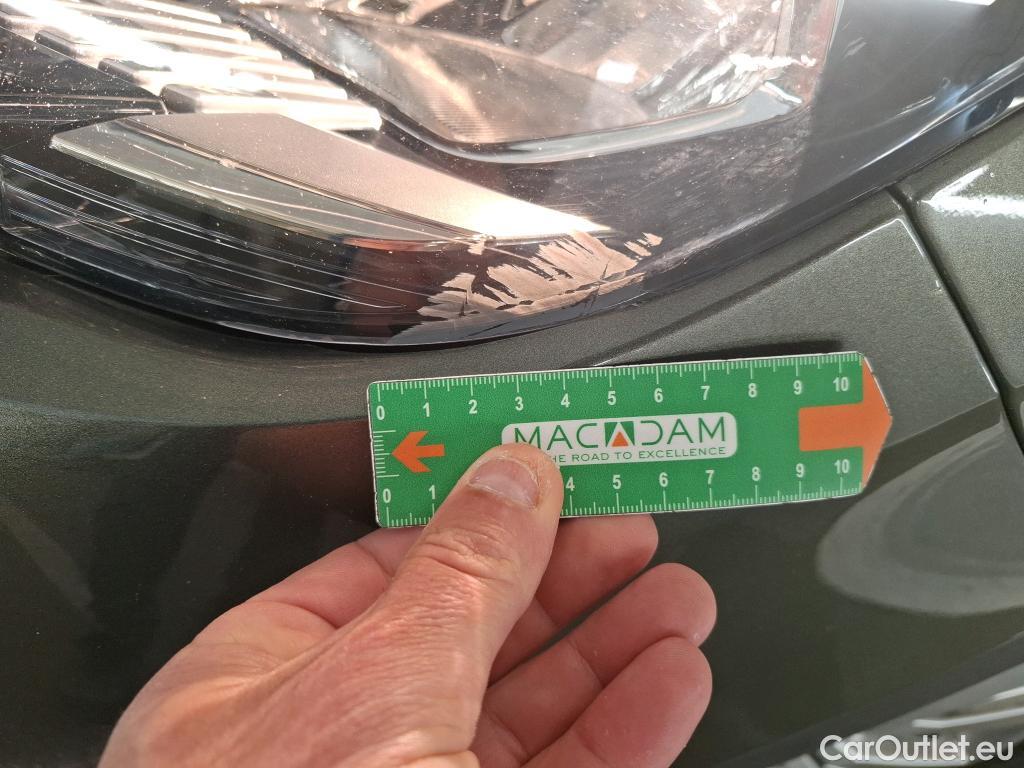 0 1 2 3 4 5 6 7 8 9 10
MACADAM
HE ROAD TO EXCELLENCE
0 1 4 5 6 7 8 9 10
CarOutlet.eu